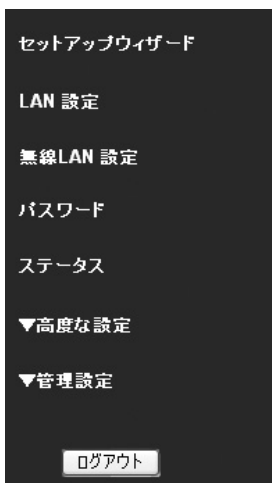 セットアップウィザード
LAN 設定
無線LAN 設定
パスワード
ステータス
▼高度な設定
▼管理設定
ログアウト